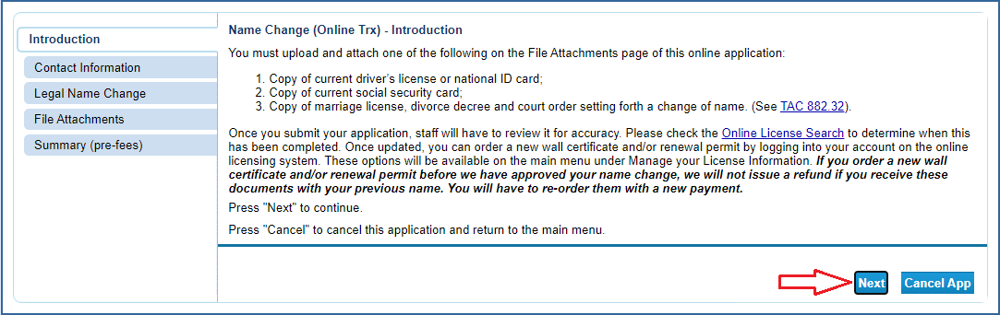 Introduction
Contact Information
Legal Name Change
File Attachments
Summary (pre-fees)
Name Change (Online Trx) - Introduction
You must upload and attach one of the following on the File Attachments page of this online application:
1. Copy of current driver's license or national ID card;
2. Copy of current social security card;
3. Copy of marriage license, divorce decree and court order setting forth a change of name. (See TAC 882.32).
Once you submit your application, staff will have to review it for accuracy. Please check the Online License Search to determine when this
has been completed. Once updated, you can order a new wall certificate and/or renewal permit by logging into your account on the online
licensing system. These options will be available on the main menu under Manage your License Information. If you order a new wall
certificate and/or renewal permit before we have approved your name change, we will not issue a refund if you receive these
documents with your previous name. You will have to re-order them with a new payment.
Press "Next" to continue.
Press "Cancel" to cancel this application and return to the main menu.
Next
Cancel App